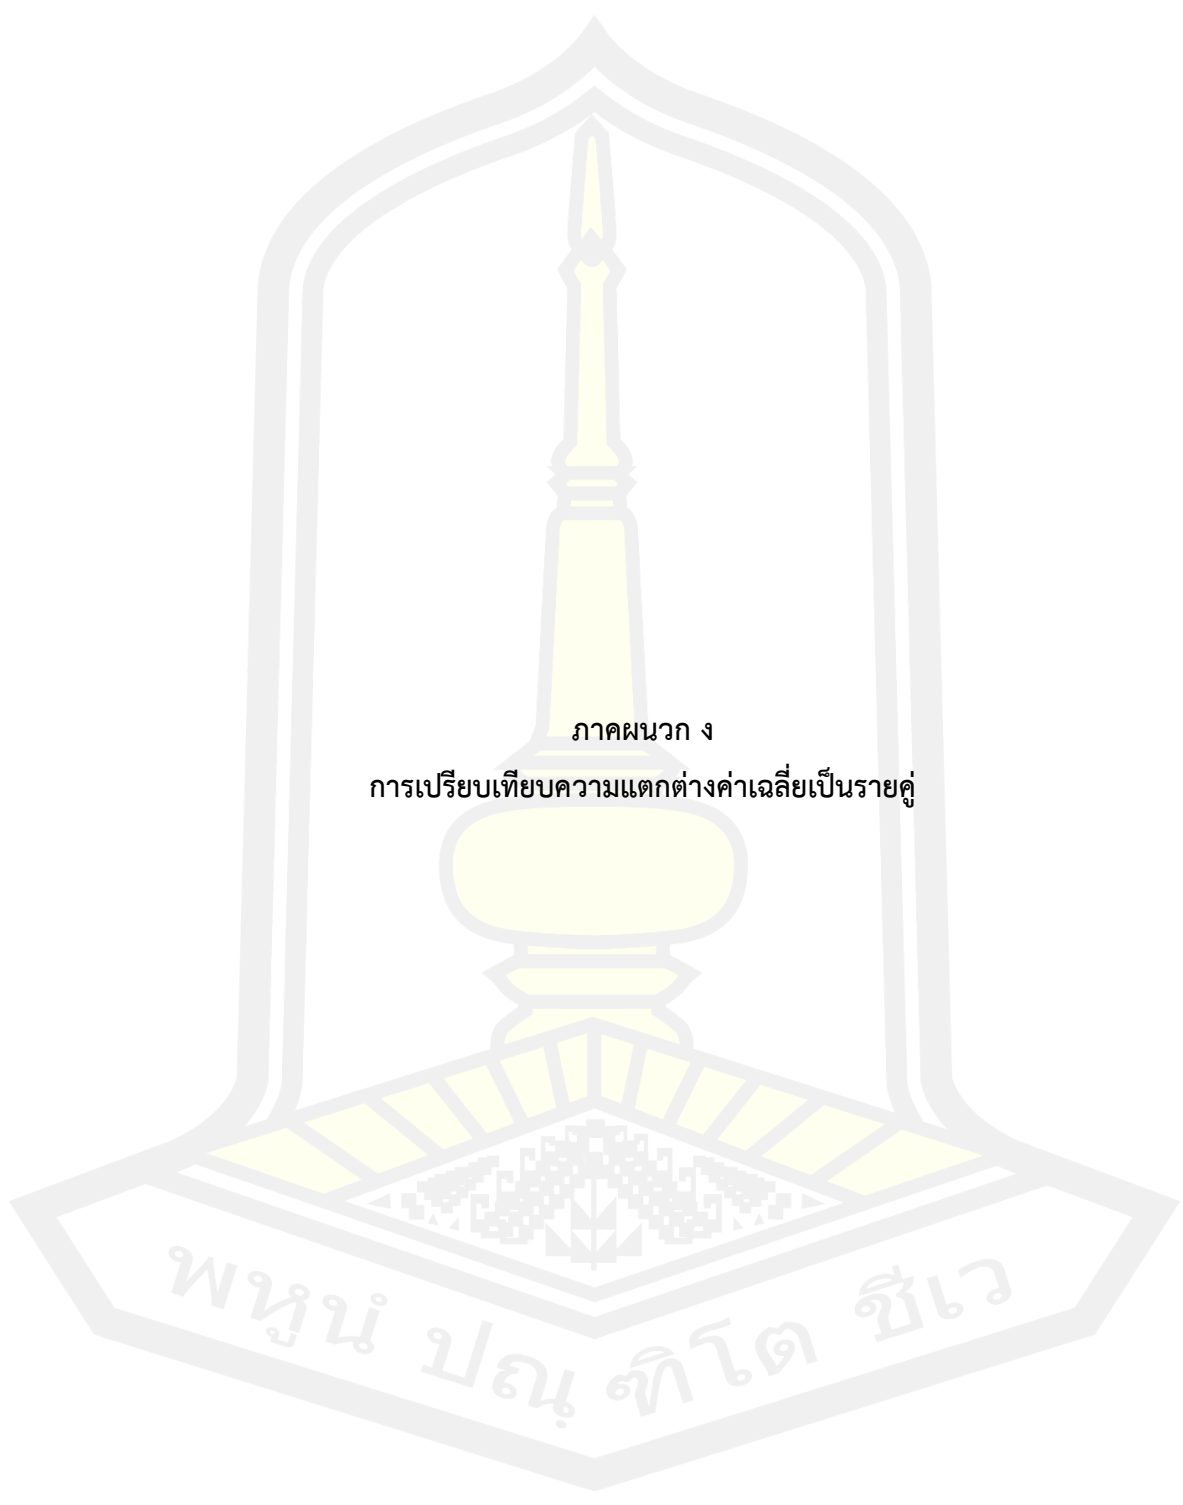 ภาคผนวก ง
การเปรียบเทียบความแตกต่างค่าเฉลี่ยเป็นรายคู่
พหูนํ ปณฺฑิโต ชีเว